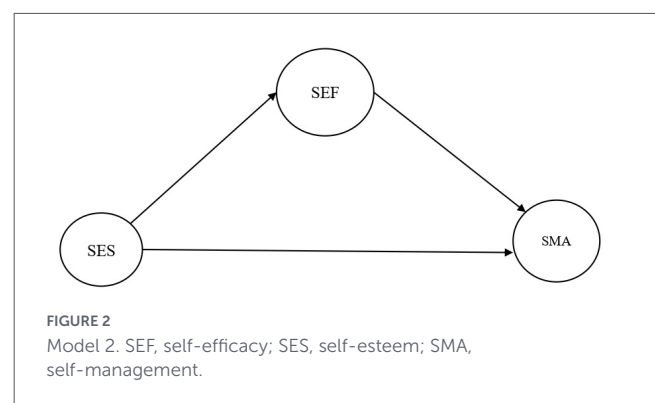 SEF
SES
SMA
FIGURE 2
Model 2. SEF, self-efficacy; SES, self-esteem; SMA,
self-management.